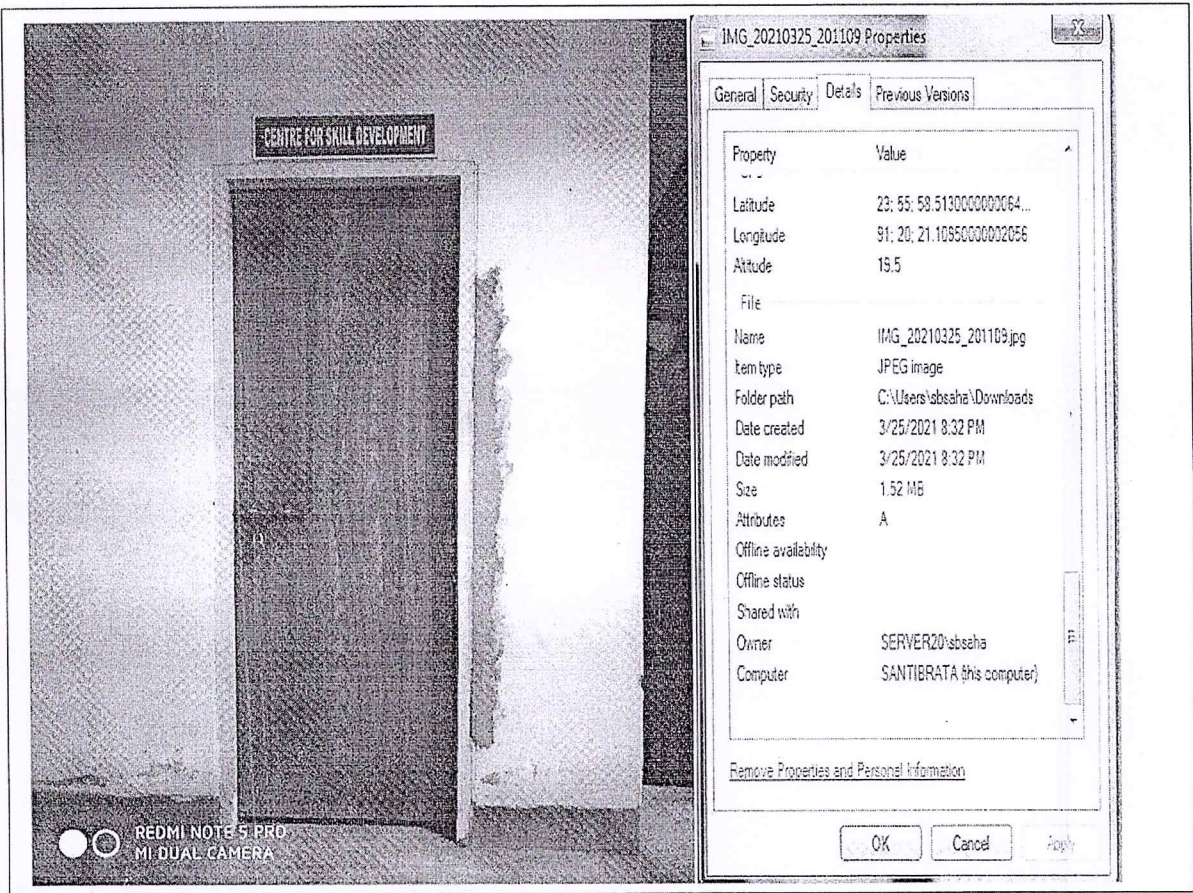 CENTRE FOR SKILL DEVELOPMENT
REDMI NOTE 5 PRO
MI DUAL CAMERA
IMG_20210325_201109 Properties
General Security Details Previous Versions
Property Value
Latitude 23; 55; 58.5130000000064...
Longitude 91; 20; 21.10950000002056
Altitude 19.5
File
Name IMG_20210325_201109.jpg
Item type JPEG image
Folder path C:\Users\sbsaha\Downloads
Date created 3/25/2021 8:32 PM
Date modified 3/25/2021 8:32 PM
Size 1.52 MB
Attributes A
Offline availability
Offline status
Shared with
Owner SERVER20\sbsaha
Computer SANTIBRATA (this computer)
Remove Properties and Personal Information
OK Cancel Apply